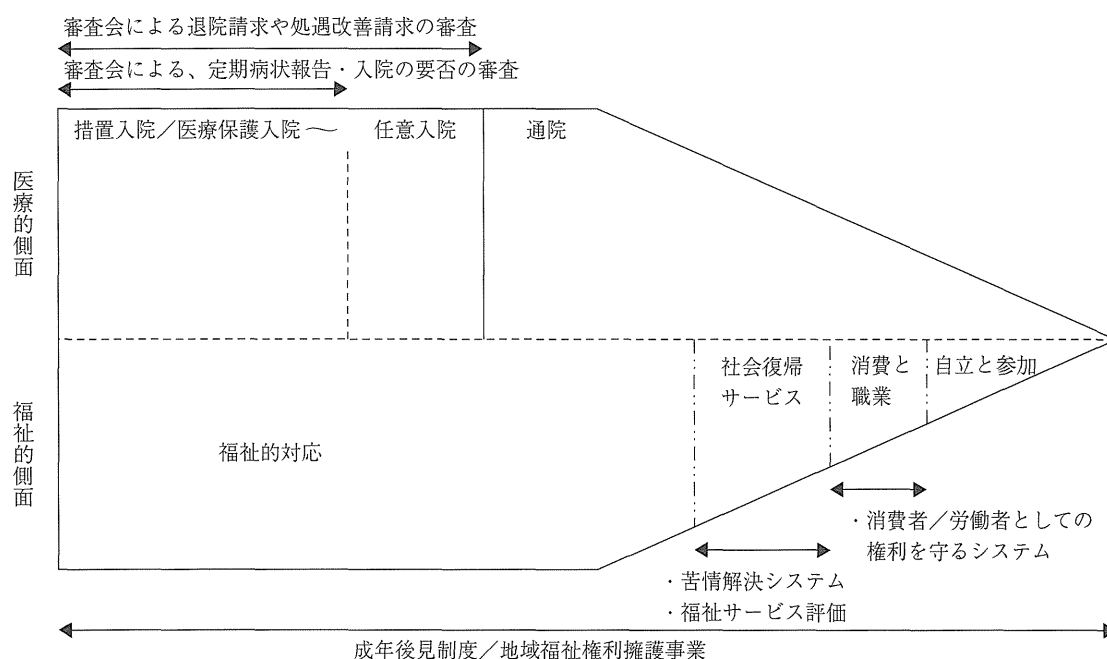 審査会による退院請求や処遇改善請求の審査
審査会による、定期病状報告・入院の要否の審査
措置入院／医療保護入院〜
任意入院
通院
医療的側面
社会復帰
サービス
消費と
職業
自立と参加
福祉的側面
福祉的対応
・消費者／労働者としての
権利を守るシステム
・苦情解決システム
・福祉サービス評価
成年後見制度／地域福祉権利擁護事業